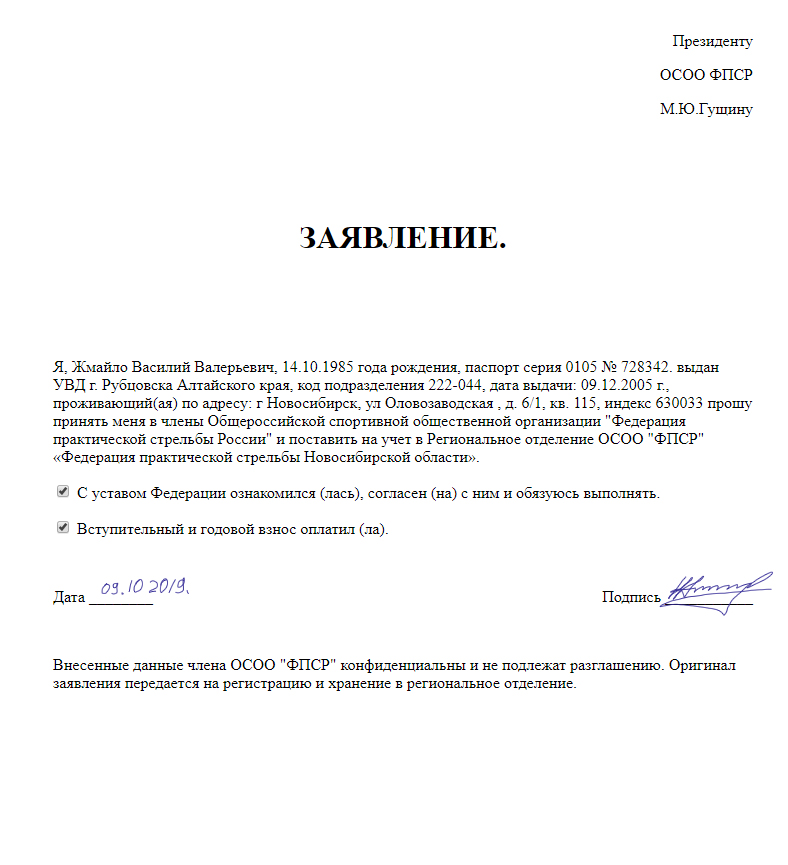 Президенту
ОСОО ФПСР
М.Ю.Гущину
ЗАЯВЛЕНИЕ.
Я, Жмайло Василий Валерьевич, 14.10.1985 года рождения, паспорт серия 0105 № 728342. выдан
УВД г. Рубцовска Алтайского края, код подразделения 222-044, дата выдачи: 09.12.2005 г.,
проживающий(ая) по адресу: г Новосибирск, ул Оловозаводская , д. 6/1, кв. 115, индекс 630033 прошу
принять меня в члены Общероссийской спортивной общественной организации "Федерация
практической стрельбы России" и поставить на учет в Региональное отделение ОСОО "ФПСР"
«Федерация практической стрельбы Новосибирской области».
С уставом Федерации ознакомился (лась), согласен (на) с ним и обязуюсь выполнять.
Вступительный и годовой взнос оплатил (ла).
Дата 09.10 2019. Подпись
Внесенные данные члена ОСОО "ФПСР" конфиденциальны и не подлежат разглашению. Оригинал
заявления передается на регистрацию и хранение в региональное отделение.